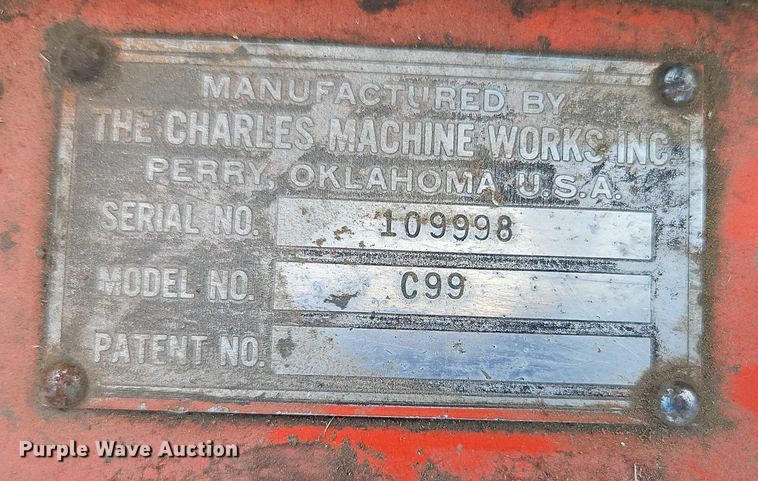 MANUFACTURED BY
THE CHARLES MACHINE WORKS INC
PERRY, OKLAHOMA, U.S.A.
SERIAL NO. 109998
MODEL NO. C99
PATENT NO.
Purple Wave Auction